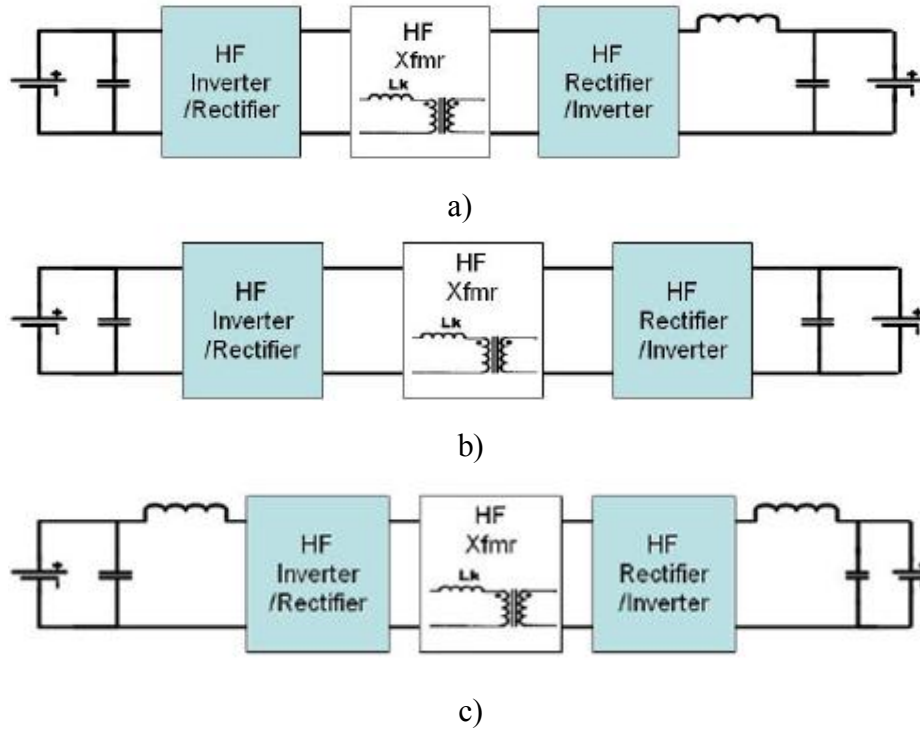 HF
Inverter
/Rectifier
HF
Xfmr
Lk
HF
Rectifier
/Inverter
a)
HF
Inverter
/Rectifier
HF
Xfmr
Lk
HF
Rectifier
/Inverter
b)
HF
Inverter
/Rectifier
HF
Xfmr
Lk
HF
Rectifier
/Inverter
c)